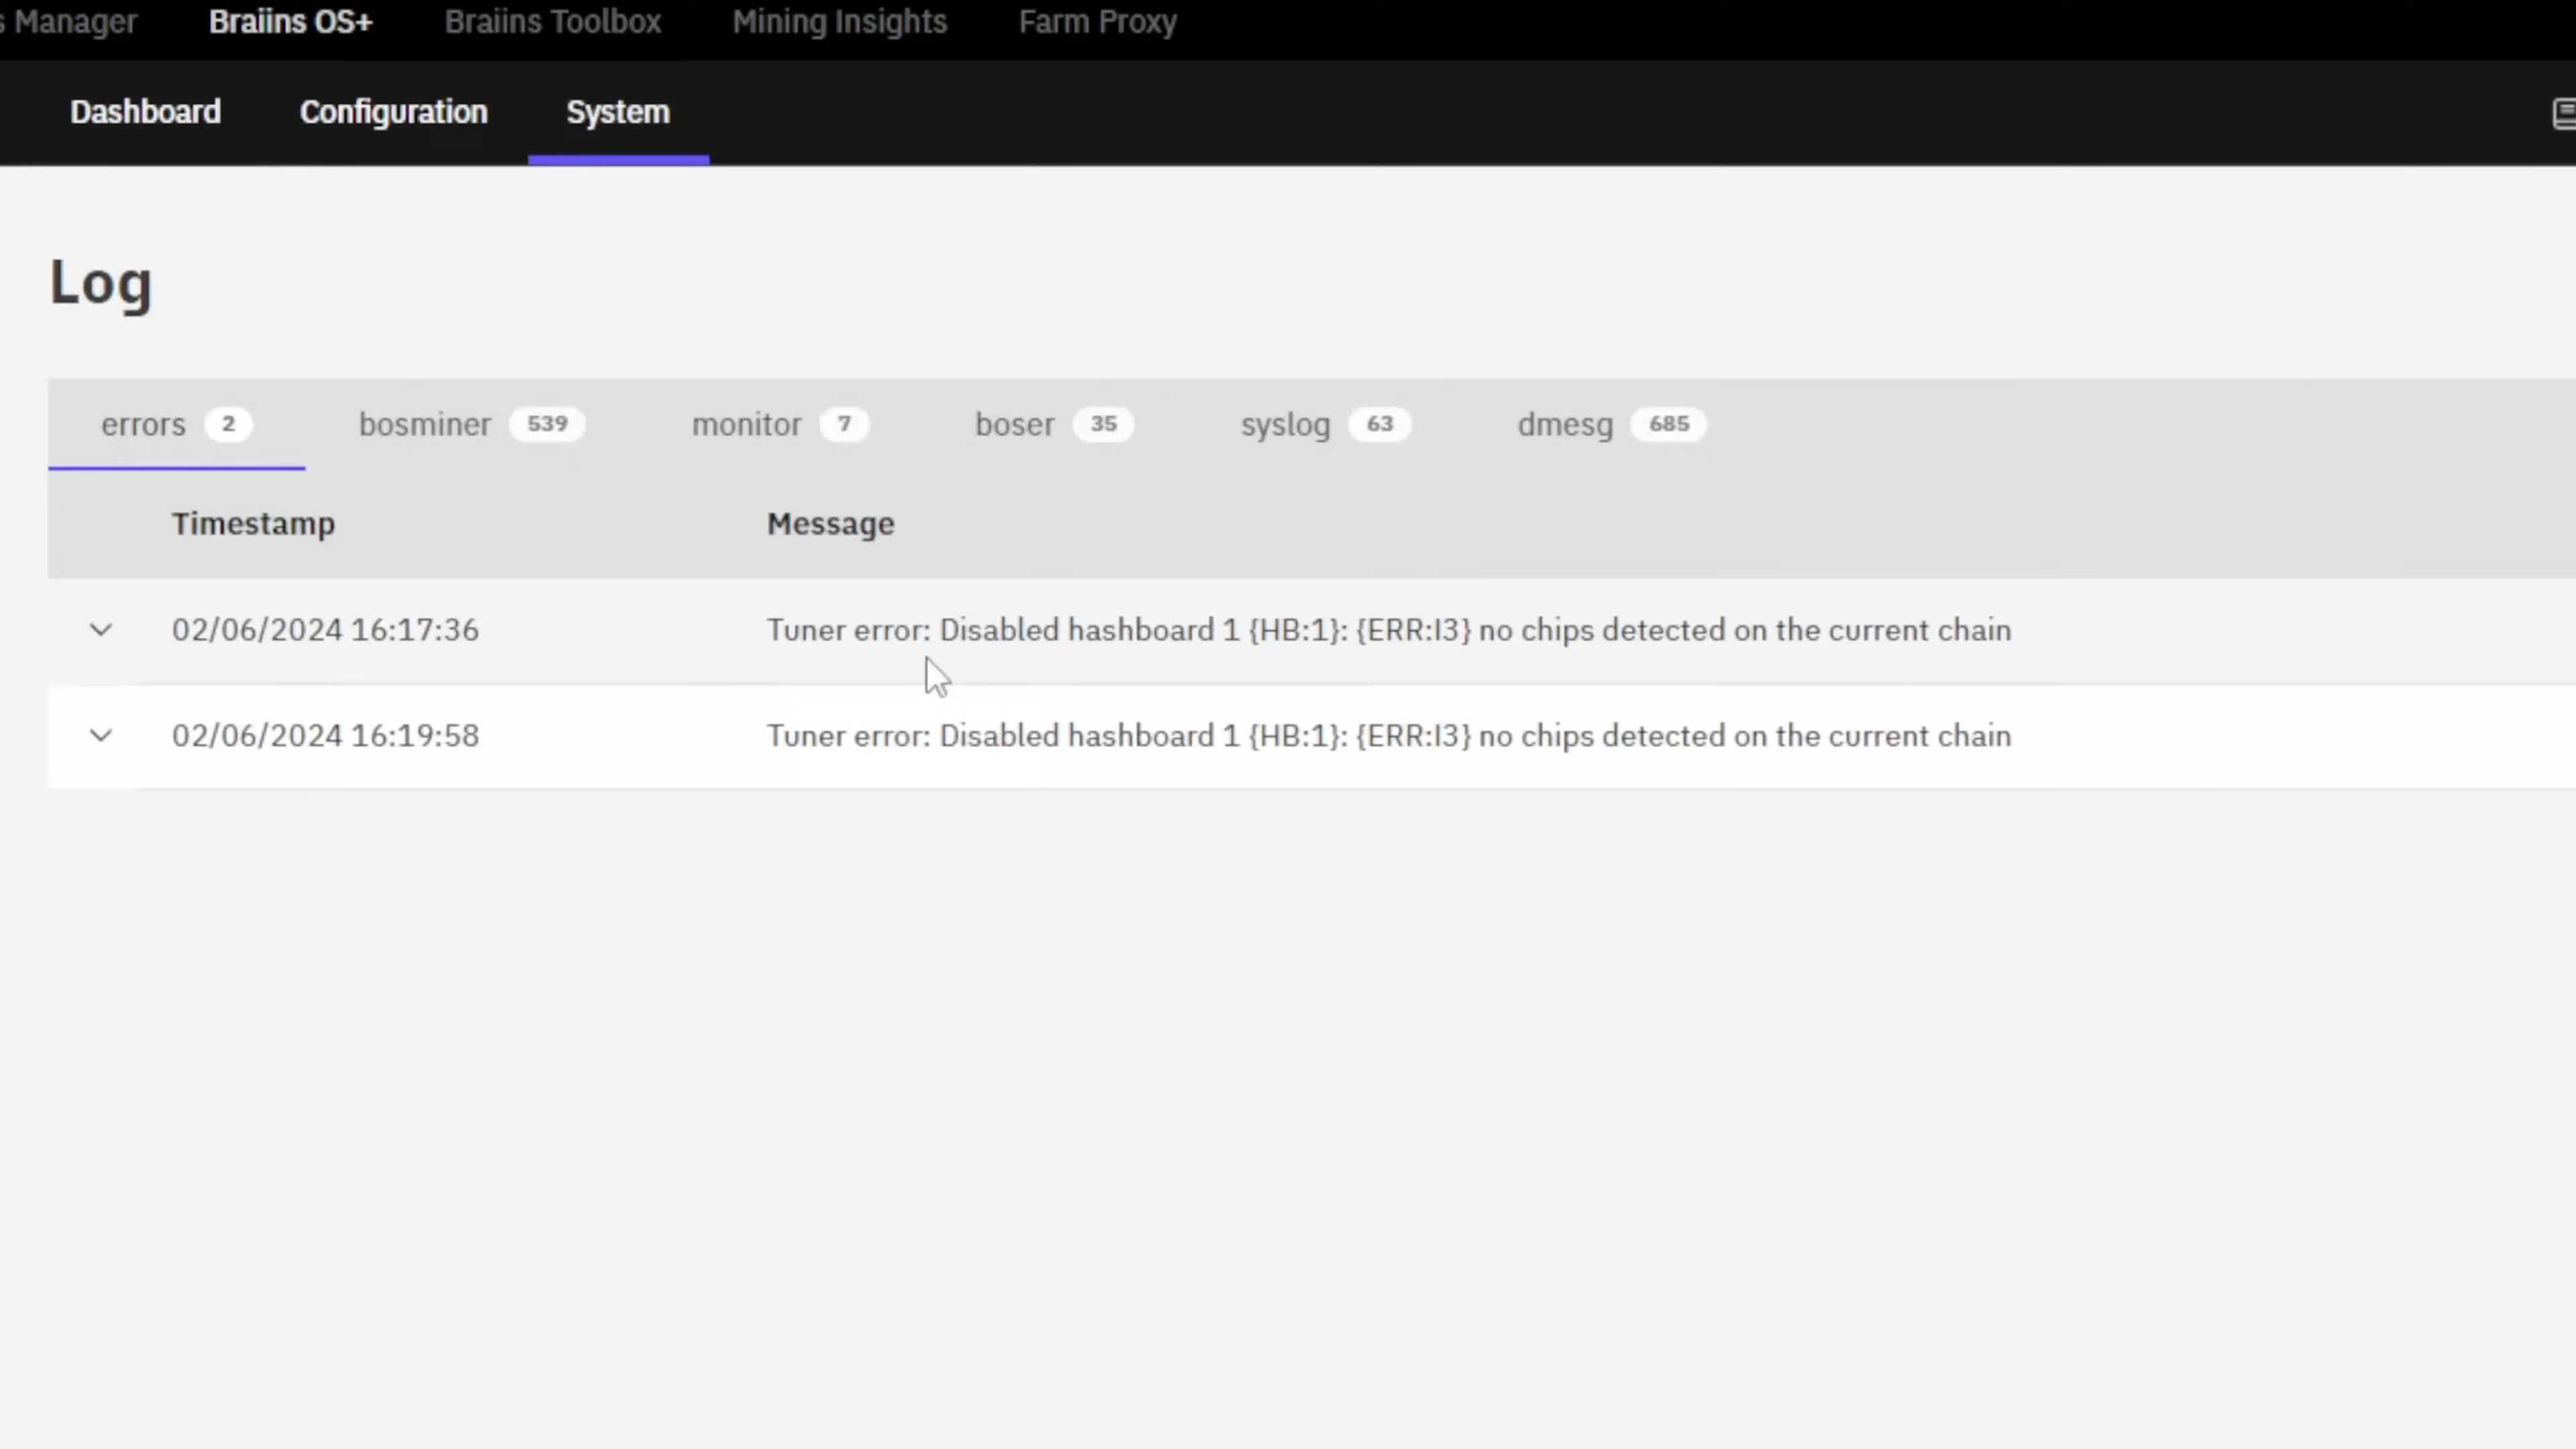 s Manager Braiins OS+ Braiins Toolbox Mining Insights Farm Proxy
Dashboard Configuration System
Log
errors 2 bosminer 539 monitor 7 boser 35 syslog 63 dmesg 685
Timestamp Message
02/06/2024 16:17:36 Tuner error: Disabled hashboard 1 {HB:1}: {ERR:I3} no chips detected on the current chain
02/06/2024 16:19:58 Tuner error: Disabled hashboard 1 {HB:1}: {ERR:I3} no chips detected on the current chain